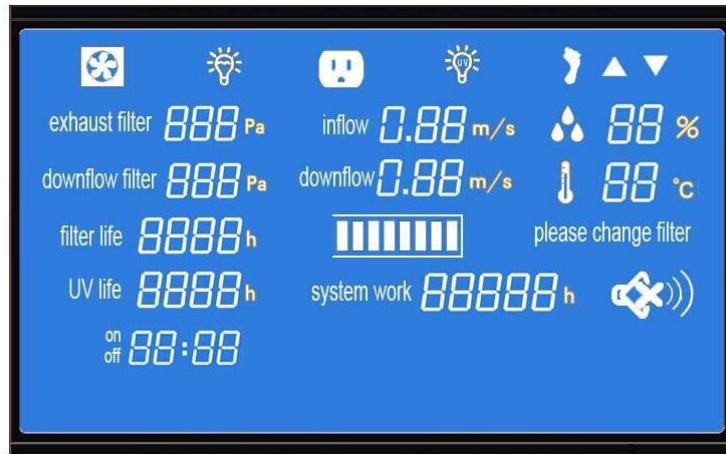 UV
exhaust filter 888 Pa inflow 0.88 m/s 88 %
downflow filter 888 Pa downflow 0.88 m/s 88 °C
filter life 8888 h please change filter
UV life 8888 h system work 88888 h
on
off 88:88